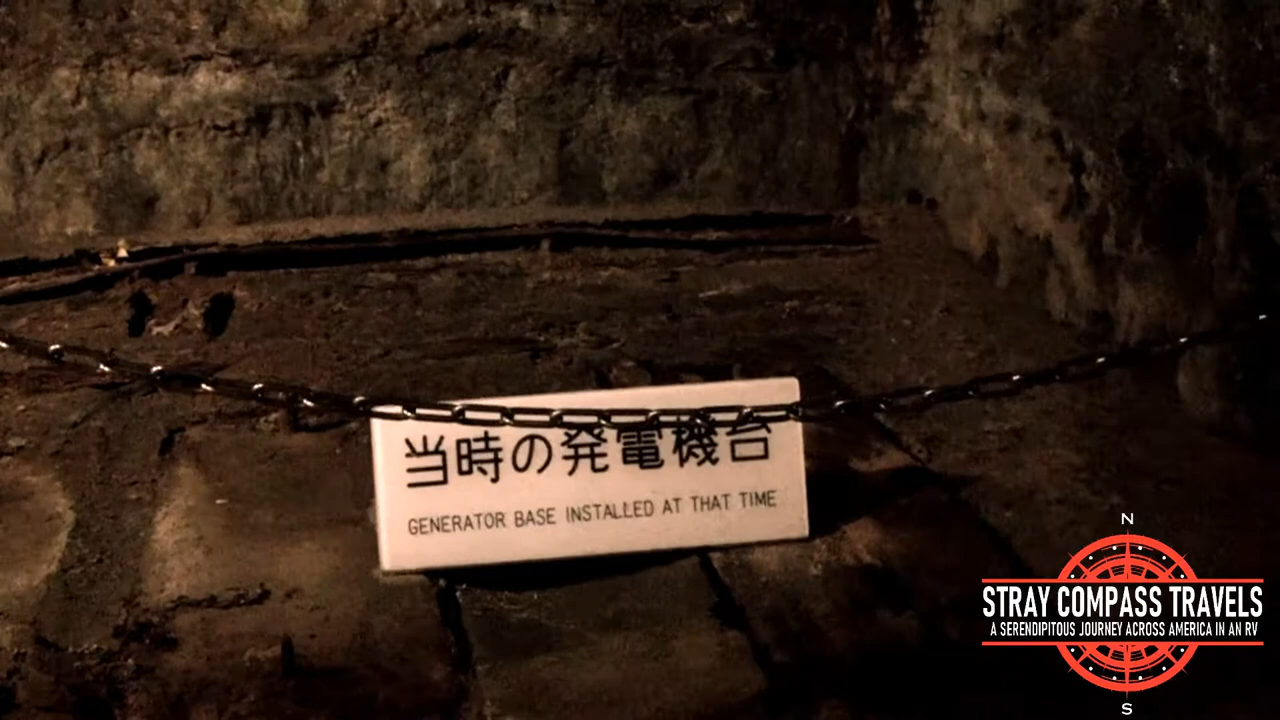 当時の発電機台
GENERATOR BASE INSTALLED AT THAT TIME
N
STRAY COMPASS TRAVELS
A SERENDIPITOUS JOURNEY ACROSS AMERICA IN AN RV
S